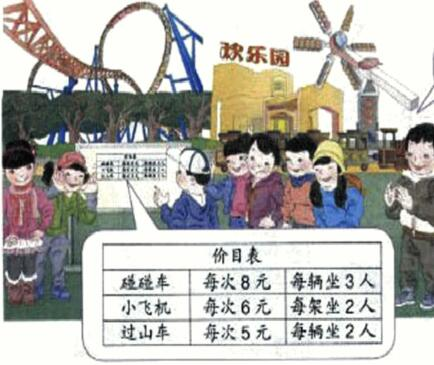 欢乐园
价目表
碰碰车 每次8元 每辆坐3人
小飞机 每次6元 每架坐2人
过山车 每次5元 每辆坐2人